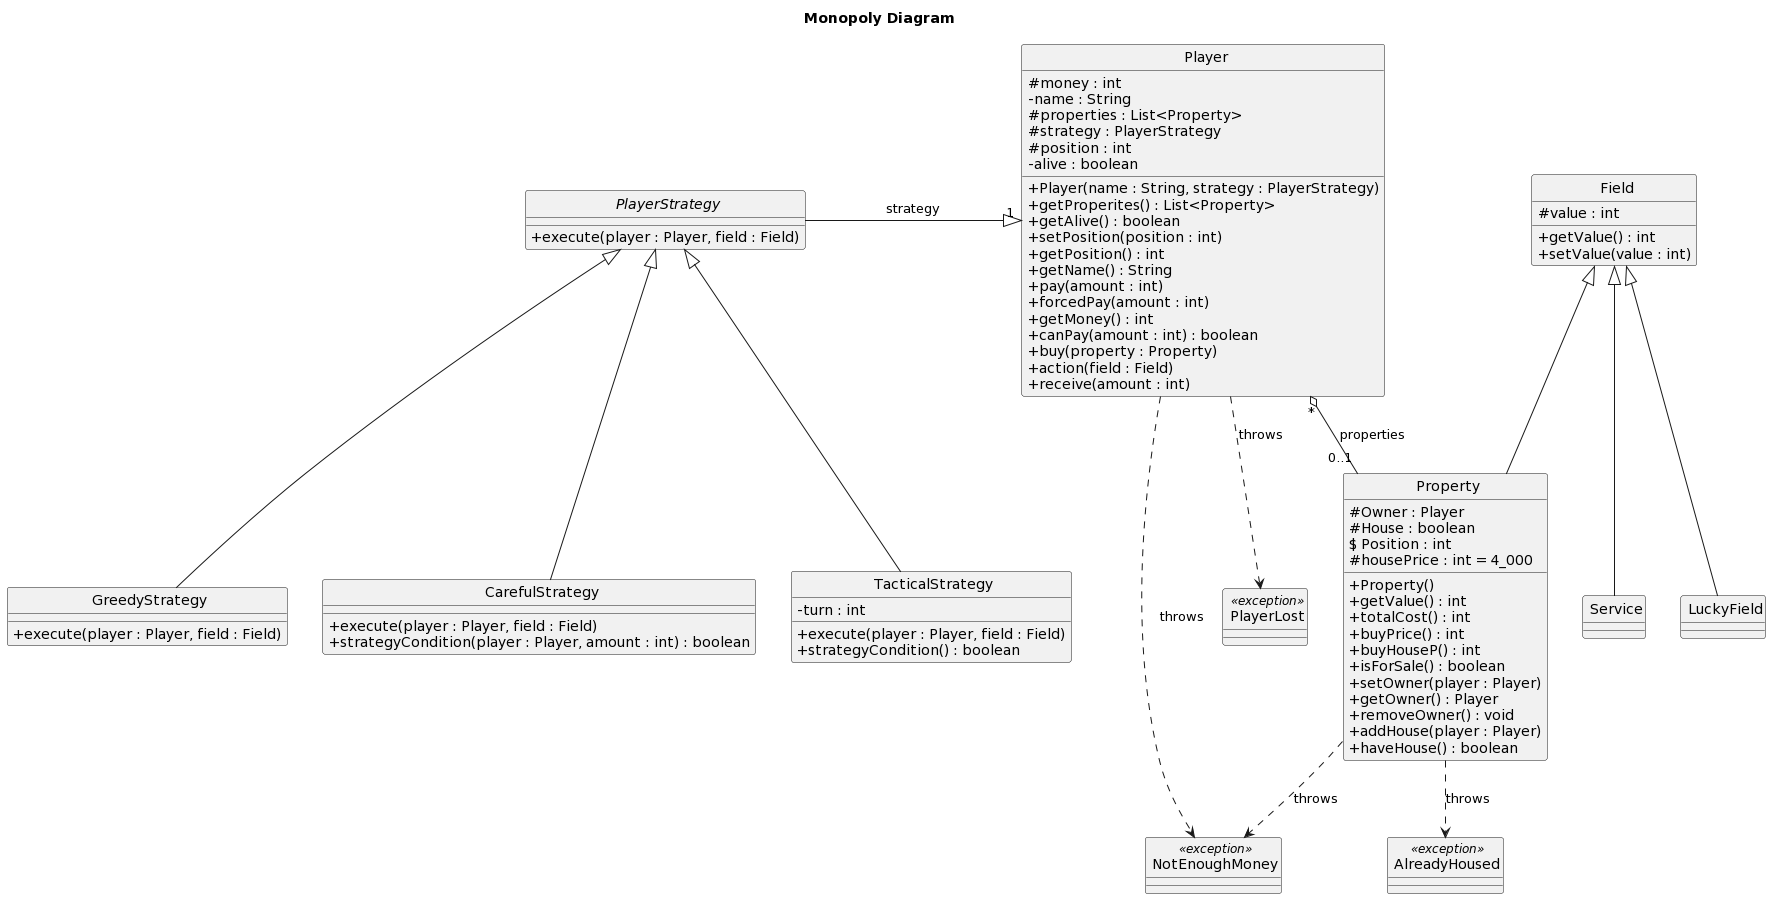 Monopoly Diagram
Player
#money : int
-name : String
#properties : List<Property>
#strategy : PlayerStrategy
#position : int
-alive : boolean
+Player(name : String, strategy : PlayerStrategy)
+getProperites() : List<Property>
+getAlive() : boolean
+setPosition(position : int)
+getPosition() : int
+getName() : String
+pay(amount : int)
+forcedPay(amount : int)
+getMoney() : int
+canPay(amount : int) : boolean
+buy(property : Property)
+action(field : Field)
+receive(amount : int)
PlayerStrategy
+execute(player : Player, field : Field)
strategy
1
Field
#value : int
+getValue() : int
+setValue(value : int)
throws
throws
*
properties
0..1
GreedyStrategy
+execute(player : Player, field : Field)
CarefulStrategy
+execute(player : Player, field : Field)
+strategyCondition(player : Player, amount : int) : boolean
TacticalStrategy
-turn : int
+execute(player : Player, field : Field)
+strategyCondition() : boolean
«exception»
PlayerLost
Property
#Owner : Player
#House : boolean
$ Position : int
#housePrice : int = 4_000
+Property()
+getValue() : int
+totalCost() : int
+buyPrice() : int
+buyHouseP() : int
+isForSale() : boolean
+setOwner(player : Player)
+getOwner() : Player
+removeOwner() : void
+addHouse(player : Player)
+haveHouse() : boolean
Service
LuckyField
throws
throws
«exception»
NotEnoughMoney
«exception»
AlreadyHoused